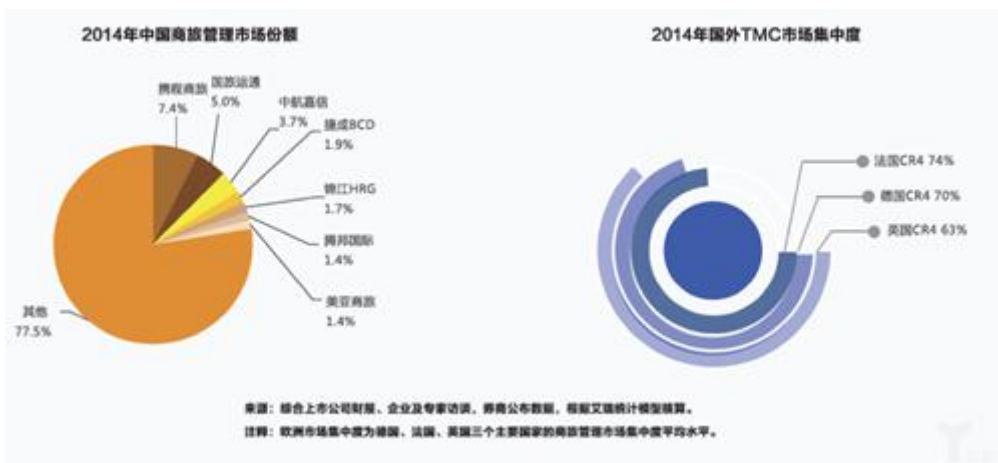 2014年中国商旅管理市场份额
2014年国外TMC市场集中度
携程商旅
7.4%
国旅运通
5.0%
中航嘉信
3.7%
捷成BCD
1.9%
锦江HRG
1.7%
腾邦国际
1.4%
美亚商旅
1.4%
其他
77.5%
法国CR4 74%
德国CR4 70%
英国CR4 63%
来源：综合上市公司财报、企业及专家访谈、券商公布数据，根据艾瑞统计模型核算。
注释：欧洲市场集中度为德国、法国、英国三个主要国家的商旅管理市场集中度平均水平。